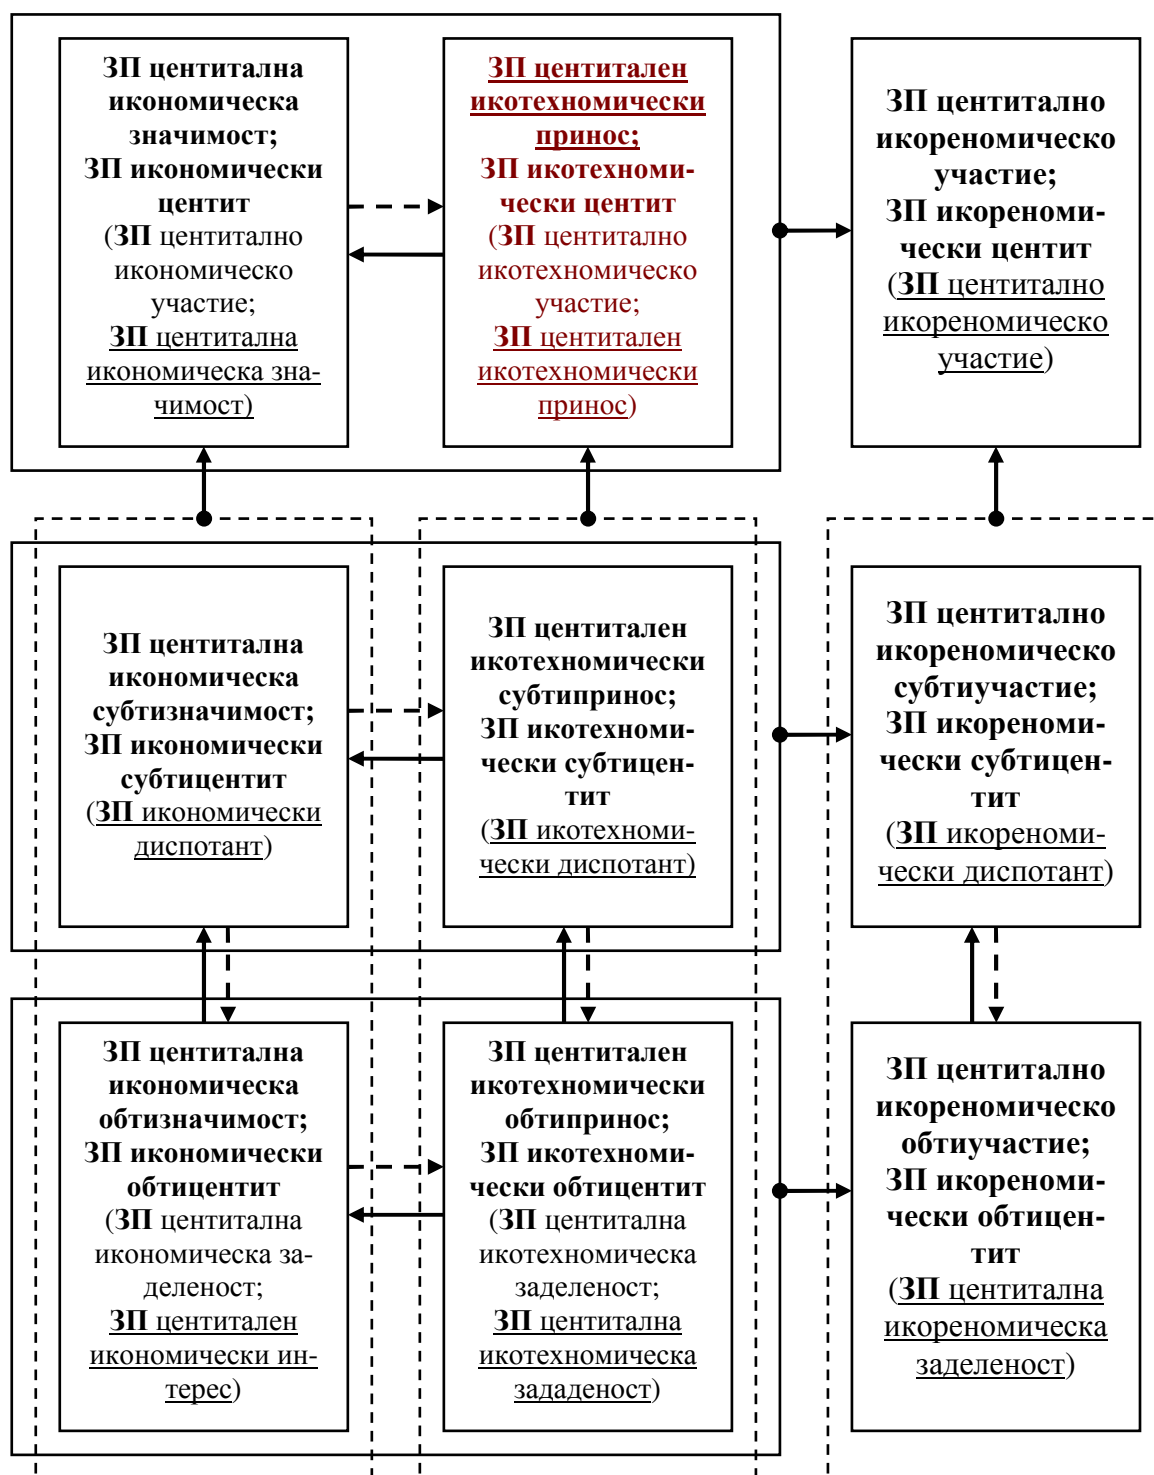 ЗП центитална
икономическа
значимост;
ЗП икономически
центит
(ЗП центитално
икономическо
участие;
ЗП центитална
икономическа зна-
чимост)
ЗП центитален
икотехномически
принос;
ЗП икотехноми-
чески центит
(ЗП центитално
икотехномическо
участие;
ЗП центитален
икотехномически
принос)
ЗП центитално
икореномическо
участие;
ЗП икореноми-
чески центит
(ЗП центитално
икореномическо
участие)
ЗП центитална
икономическа
субтизначимост;
ЗП икономически
субтицентит
(ЗП икономически
диспотант)
ЗП центитален
икотехномически
субтипринос;
ЗП икотехноми-
чески субтицен-
тит
(ЗП икотехноми-
чески диспотант)
ЗП центитално
икореномическо
субтиучастие;
ЗП икореноми-
чески субтицен-
тит
(ЗП икореноми-
чески диспотант)
ЗП центитална
икономическа
обтизначимост;
ЗП икономически
обтицентит
(ЗП центитална
икономическа за-
деленост;
ЗП центитален
икономически ин-
терес)
ЗП центитален
икотехномически
обтипринос;
ЗП икотехноми-
чески обтицентит
(ЗП центитална
икотехномическа
заделеност;
ЗП центитална
икотехномическа
зададеност)
ЗП центитално
икореномическо
обтиучастие;
ЗП икореноми-
чески обтицен-
тит
(ЗП центитална
икореномическа
заделеност)